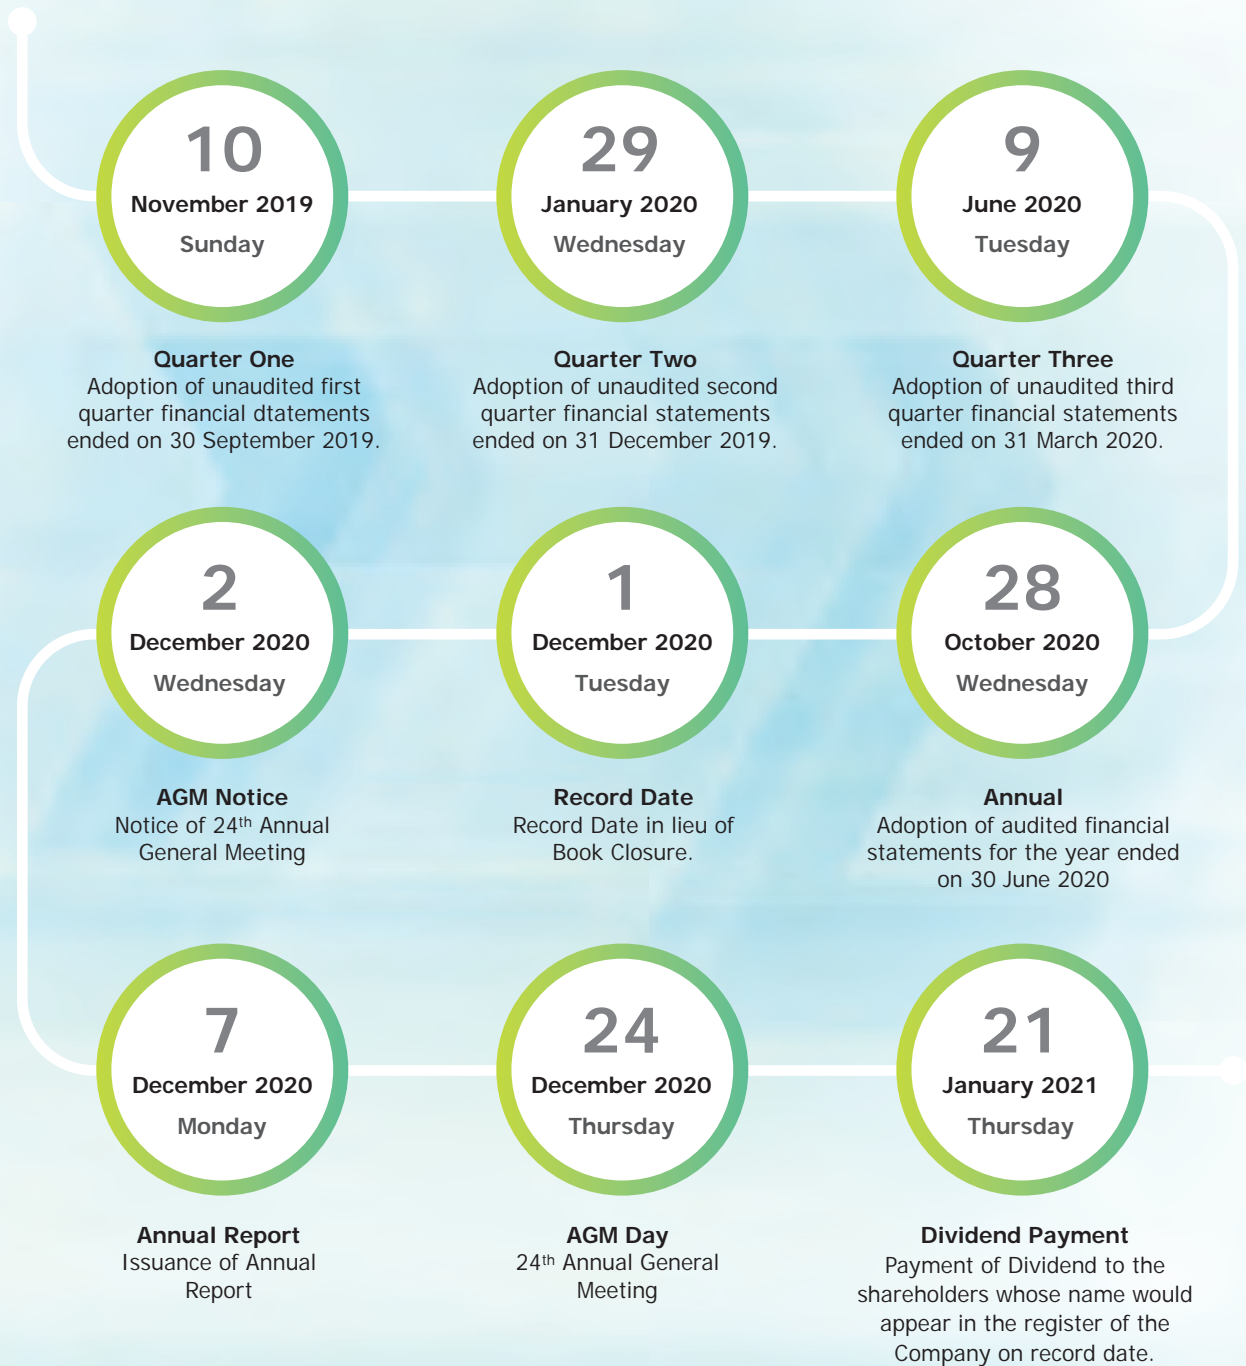 10
November 2019
Sunday
Quarter One
Adoption of unaudited first
quarter financial dtatements
ended on 30 September 2019.
29
January 2020
Wednesday
Quarter Two
Adoption of unaudited second
quarter financial statements
ended on 31 December 2019.
9
June 2020
Tuesday
Quarter Three
Adoption of unaudited third
quarter financial statements
ended on 31 March 2020.
28
October 2020
Wednesday
Annual
Adoption of audited financial
statements for the year ended
on 30 June 2020
1
December 2020
Tuesday
Record Date
Record Date in lieu of
Book Closure.
2
December 2020
Wednesday
AGM Notice
Notice of 24th Annual
General Meeting
7
December 2020
Monday
Annual Report
Issuance of Annual
Report
24
December 2020
Thursday
AGM Day
24th Annual General
Meeting
21
January 2021
Thursday
Dividend Payment
Payment of Dividend to the
shareholders whose name would
appear in the register of the
Company on record date.